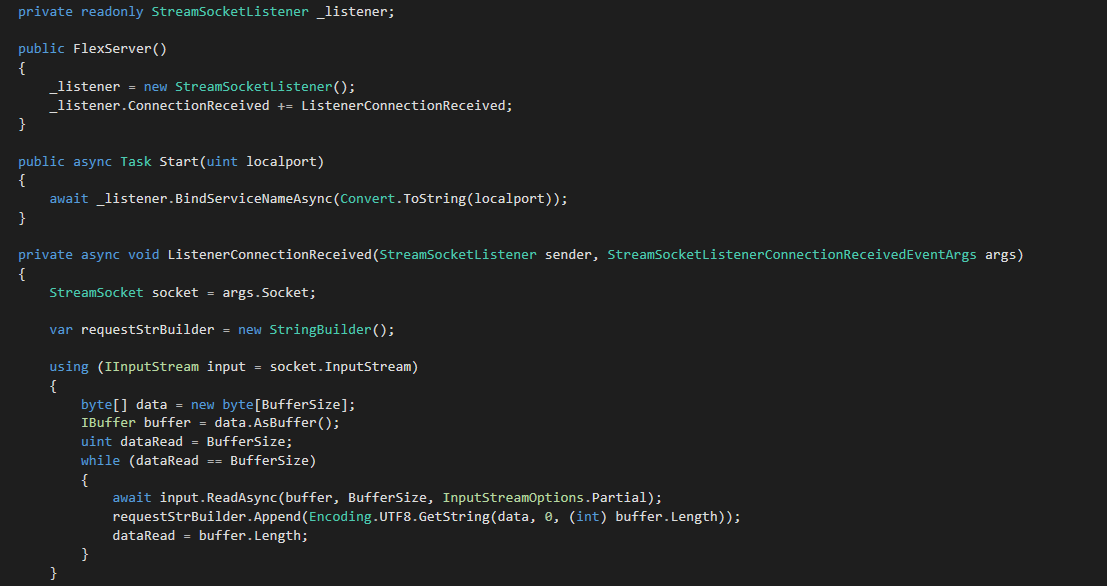 private readonly StreamSocketListener _listener;
public FlexServer()
{
_listener = new StreamSocketListener();
_listener.ConnectionReceived += ListenerConnectionReceived;
}
public async Task Start(uint localport)
{
await _listener.BindServiceNameAsync(Convert.ToString(localport));
}
private async void ListenerConnectionReceived(StreamSocketListener sender, StreamSocketListenerConnectionReceivedEventArgs args)
{
StreamSocket socket = args.Socket;
var requestStrBuilder = new StringBuilder();
using (IInputStream input = socket.InputStream)
{
byte[] data = new byte[BufferSize];
IBuffer buffer = data.AsBuffer();
uint dataRead = BufferSize;
while (dataRead == BufferSize)
{
await input.ReadAsync(buffer, BufferSize, InputStreamOptions.Partial);
requestStrBuilder.Append(Encoding.UTF8.GetString(data, 0, (int) buffer.Length));
dataRead = buffer.Length;
}
}